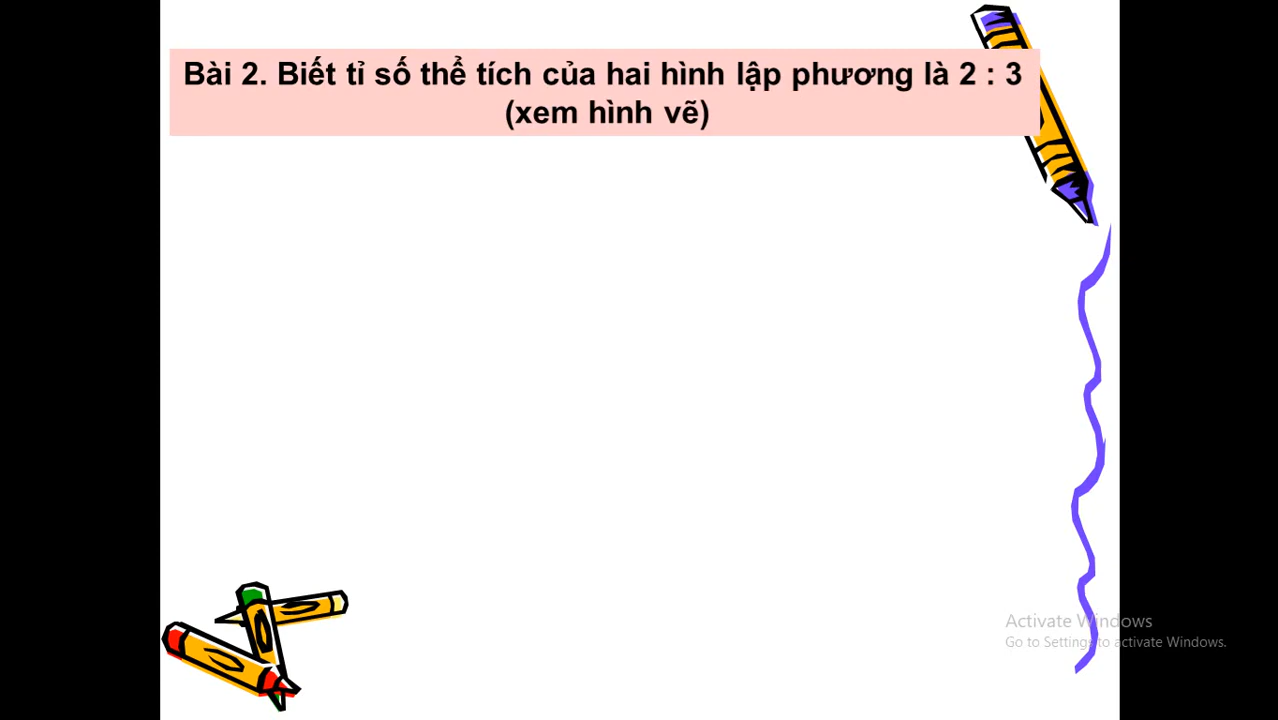 Bài 2. Biết tỉ số thể tích của hai hình lập phương là 2 : 3
(xem hình vẽ)
Activate Windows
Go to Settings to activate Windows.